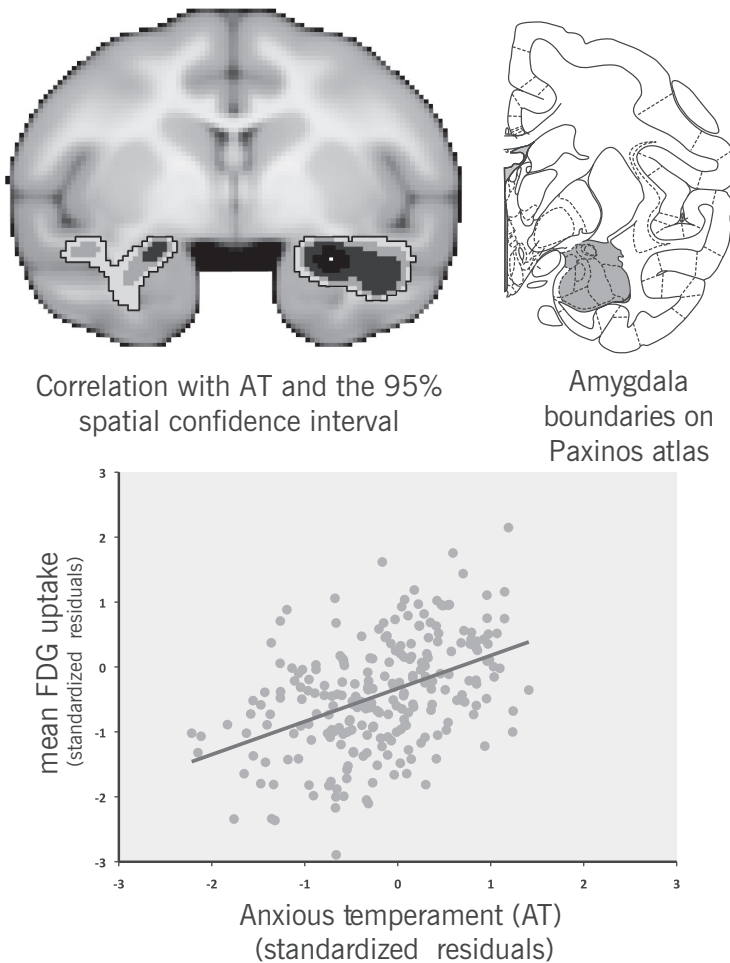 Correlation with AT and the 95%
spatial confidence interval
Amygdala
boundaries on
Paxinos atlas
mean FDG uptake
(standardized residuals)
3
2
1
0
-1
-2
-3
-3
-2
-1
0
1
2
3
Anxious temperament (AT)
(standardized residuals)